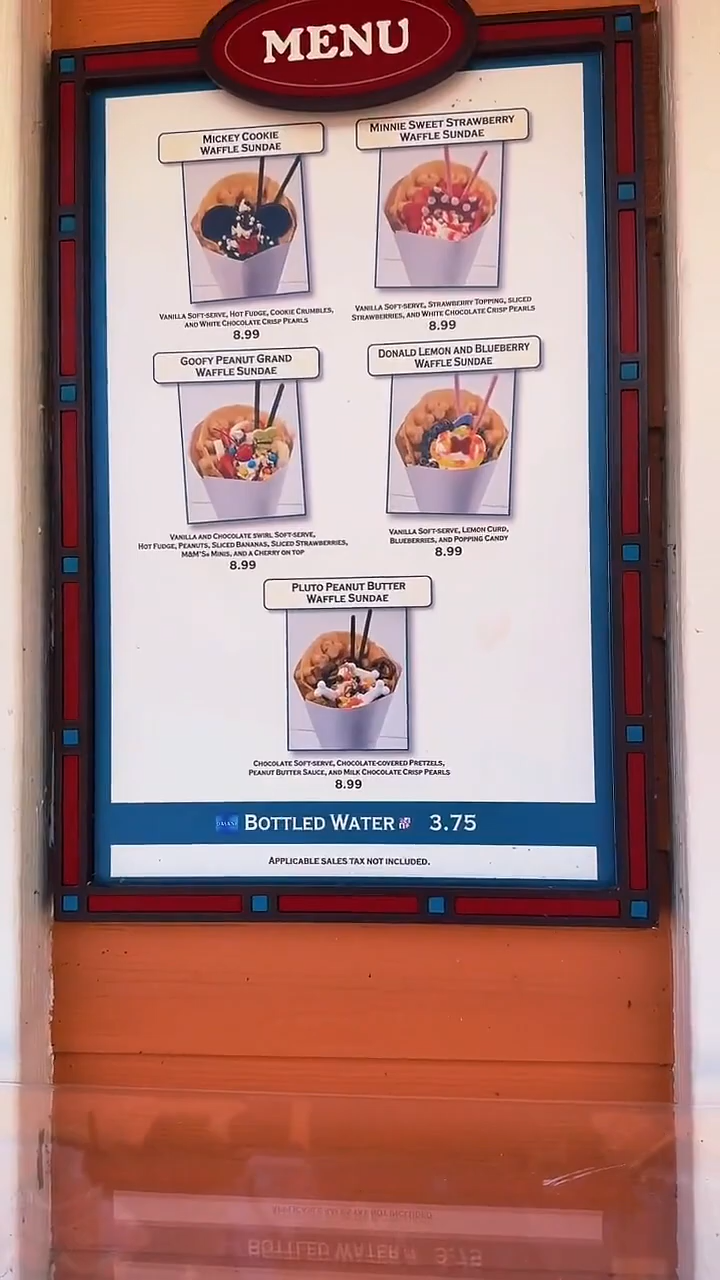 MENU
MICKEY COOKIE
WAFFLE SUNDAE
VANILLA SOFT-SERVE, HOT FUDGE, COOKIE CRUMBLES,
AND WHITE CHOCOLATE CRISP PEARLS
8.99
MINNIE SWEET STRAWBERRY
WAFFLE SUNDAE
VANILLA SOFT-SERVE, STRAWBERRY TOPPING, SLICED
STRAWBERRIES, AND WHITE CHOCOLATE CRISP PEARLS
8.99
GOOFY PEANUT GRAND
WAFFLE SUNDAE
VANILLA AND CHOCOLATE SWIRL SOFT-SERVE,
HOT FUDGE, PEANUTS, SLICED BANANAS, SLICED STRAWBERRIES,
M&M'S® MINIS, AND A CHERRY ON TOP
8.99
DONALD LEMON AND BLUEBERRY
WAFFLE SUNDAE
VANILLA SOFT-SERVE, LEMON CURD,
BLUEBERRIES, AND POPPING CANDY
8.99
PLUTO PEANUT BUTTER
WAFFLE SUNDAE
CHOCOLATE SOFT-SERVE, CHOCOLATE-COVERED PRETZELS,
PEANUT BUTTER SAUCE, AND MILK CHOCOLATE CRISP PEARLS
8.99
DASANI BOTTLED WATER 3.75
APPLICABLE SALES TAX NOT INCLUDED.